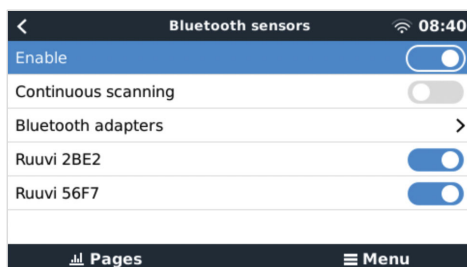 Bluetooth sensors 08:40
Enable
Continuous scanning
Bluetooth adapters
Ruuvi 2BE2
Ruuvi 56F7
Pages Menu